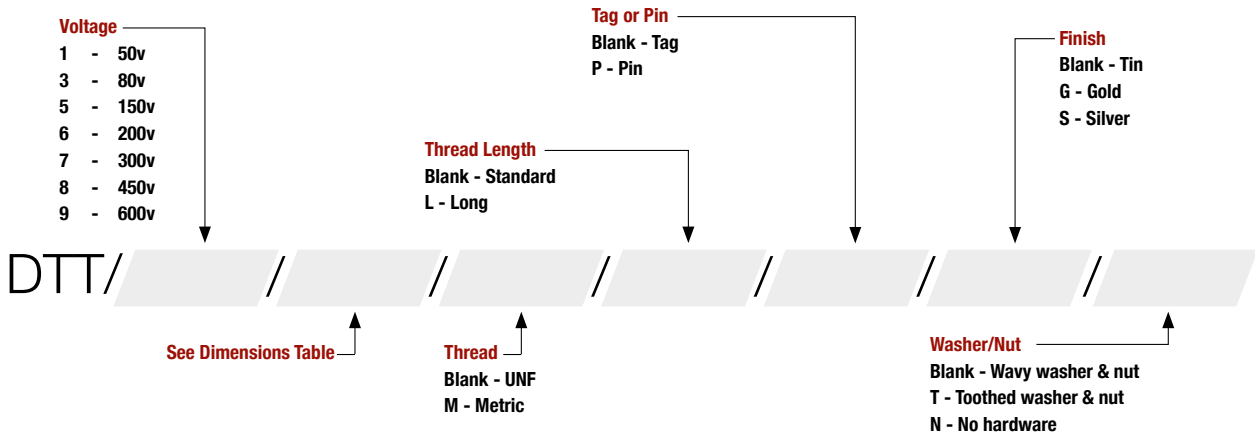 Voltage
1 - 50v
3 - 80v
5 - 150v
6 - 200v
7 - 300v
8 - 450v
9 - 600v
Thread Length
Blank - Standard
L - Long
Tag or Pin
Blank - Tag
P - Pin
Finish
Blank - Tin
G - Gold
S - Silver
DTT/ / / / / / /
See Dimensions Table
Thread
Blank - UNF
M - Metric
Washer/Nut
Blank - Wavy washer & nut
T - Toothed washer & nut
N - No hardware